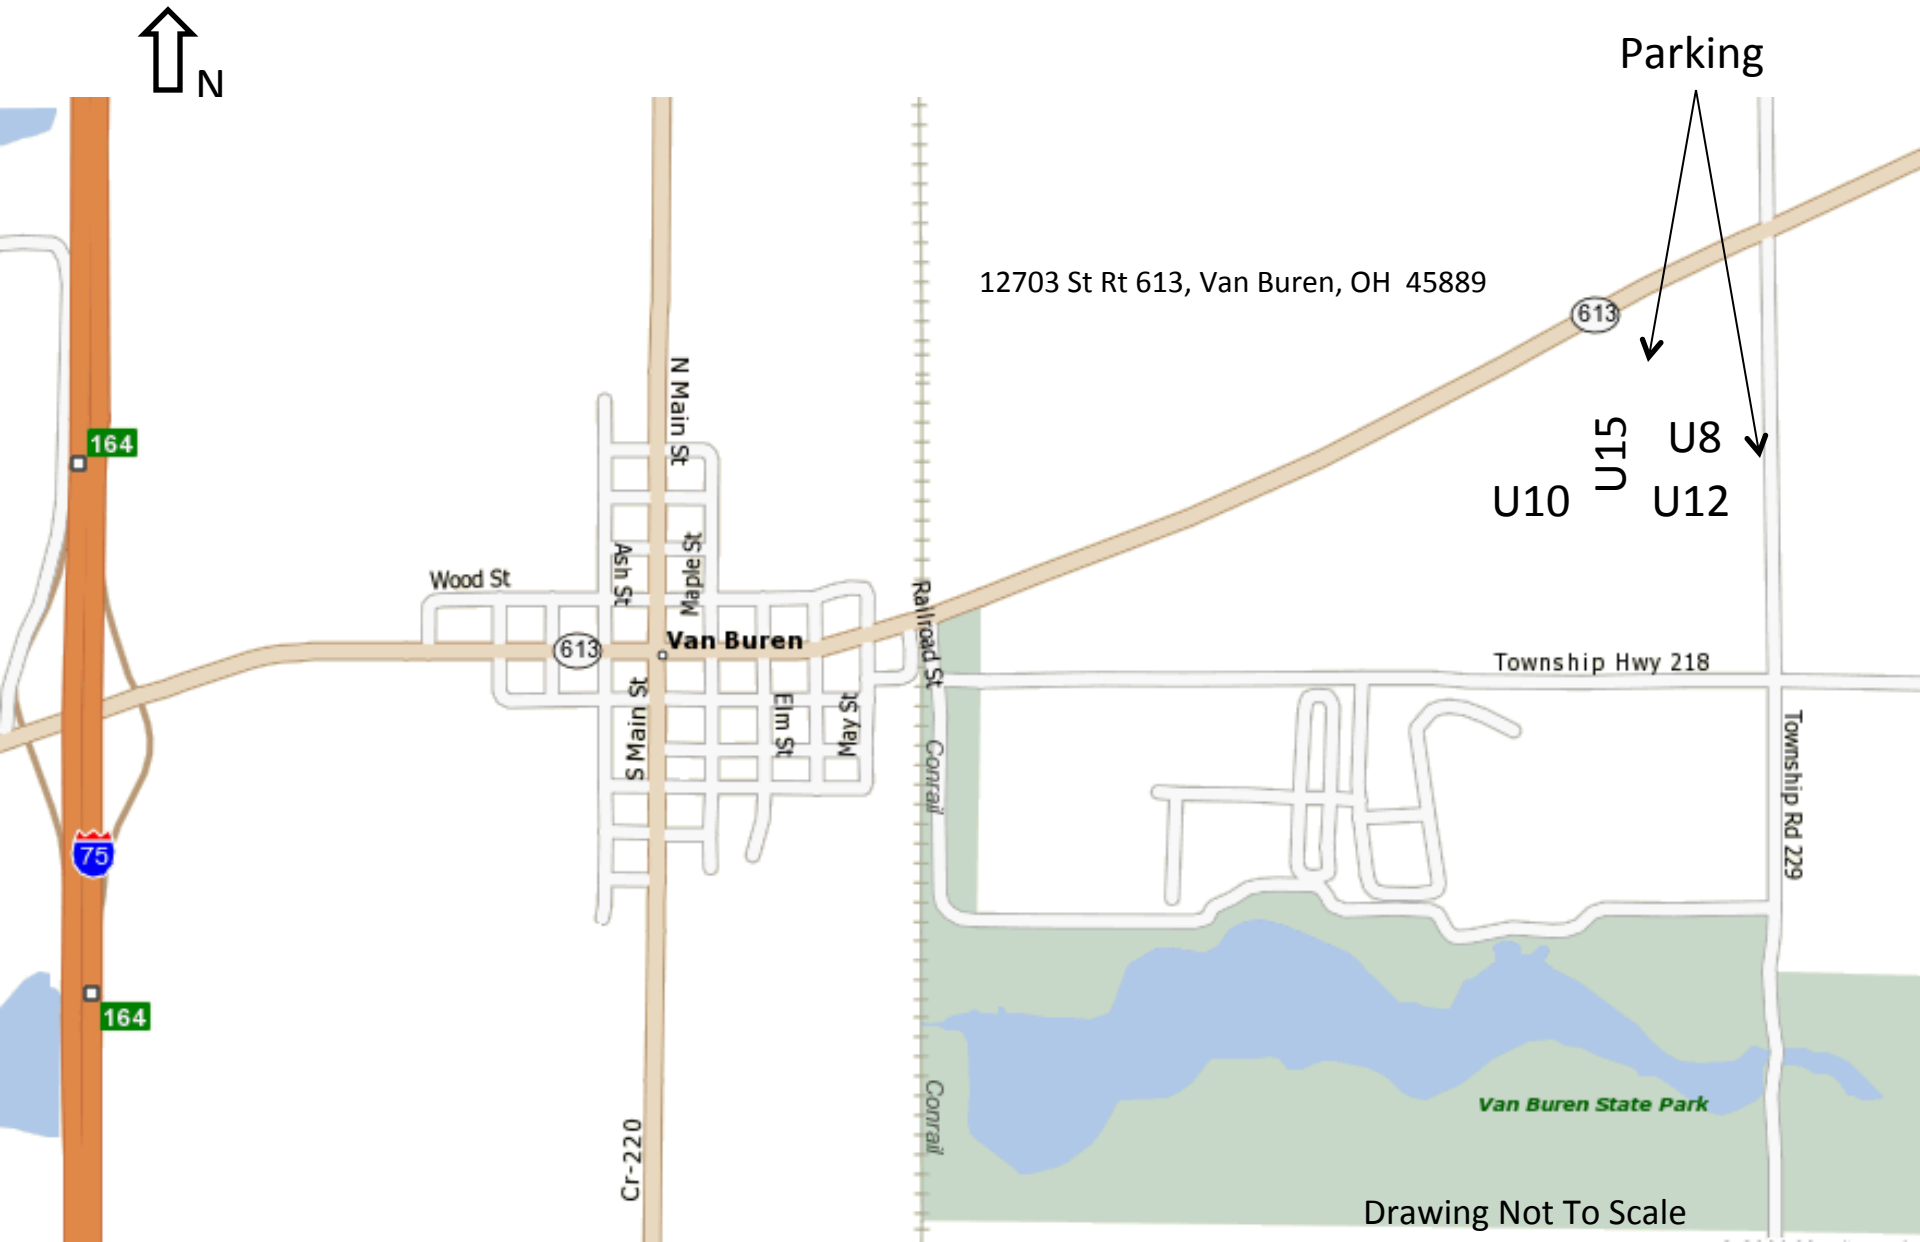 N
Parking
12703 St Rt 613, Van Buren, OH  45889
613
N Main St
164
U15
U8
U10
U12
Wood St
Ash St
Maple St
Railroad St
613
Van Buren
Township Hwy 218
S Main St
Elm St
May St
Conrail
Township Rd 229
75
164
Conrail
Van Buren State Park
Cr-220
Drawing Not To Scale